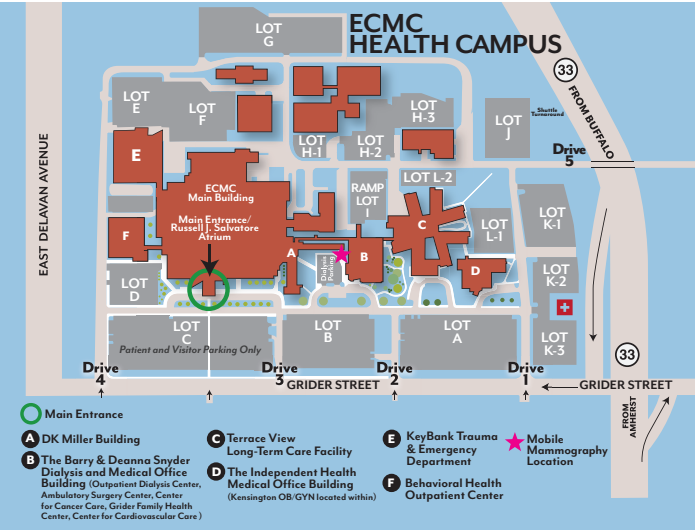 ECMC
HEALTH CAMPUS
LOT
G
33
FROM BUFFALO
LOT
E
LOT
F
LOT
H-3
LOT
J
Shuttle
Turnaround
LOT
H-1
LOT
H-2
Drive
5
E
EAST DELAVAN AVENUE
ECMC
Main Building
Main Entrance/
Russell J. Salvatore
Atrium
RAMP
LOT
I
LOT L-2
LOT
K-1
C
LOT
L-1
F
A
B
Dialysis
Parking
D
LOT
D
LOT
K-2
LOT
C
Patient and Visitor Parking Only
LOT
B
LOT
A
LOT
K-3
33
Drive
4
Drive
3
GRIDER STREET
Drive
2
Drive
1
GRIDER STREET
FROM
AMHERST
Main Entrance
A DK Miller Building
B The Barry & Deanna Snyder
Dialysis and Medical Office
Building (Outpatient Dialysis Center,
Ambulatory Surgery Center, Center
for Cancer Care, Grider Family Health
Center, Center for Cardiovascular Care )
C Terrace View
Long-Term Care Facility
D The Independent Health
Medical Office Building
(Kensington OB/GYN located within)
E KeyBank Trauma
& Emergency
Department
F Behavioral Health
Outpatient Center
Mobile
Mammography
Location